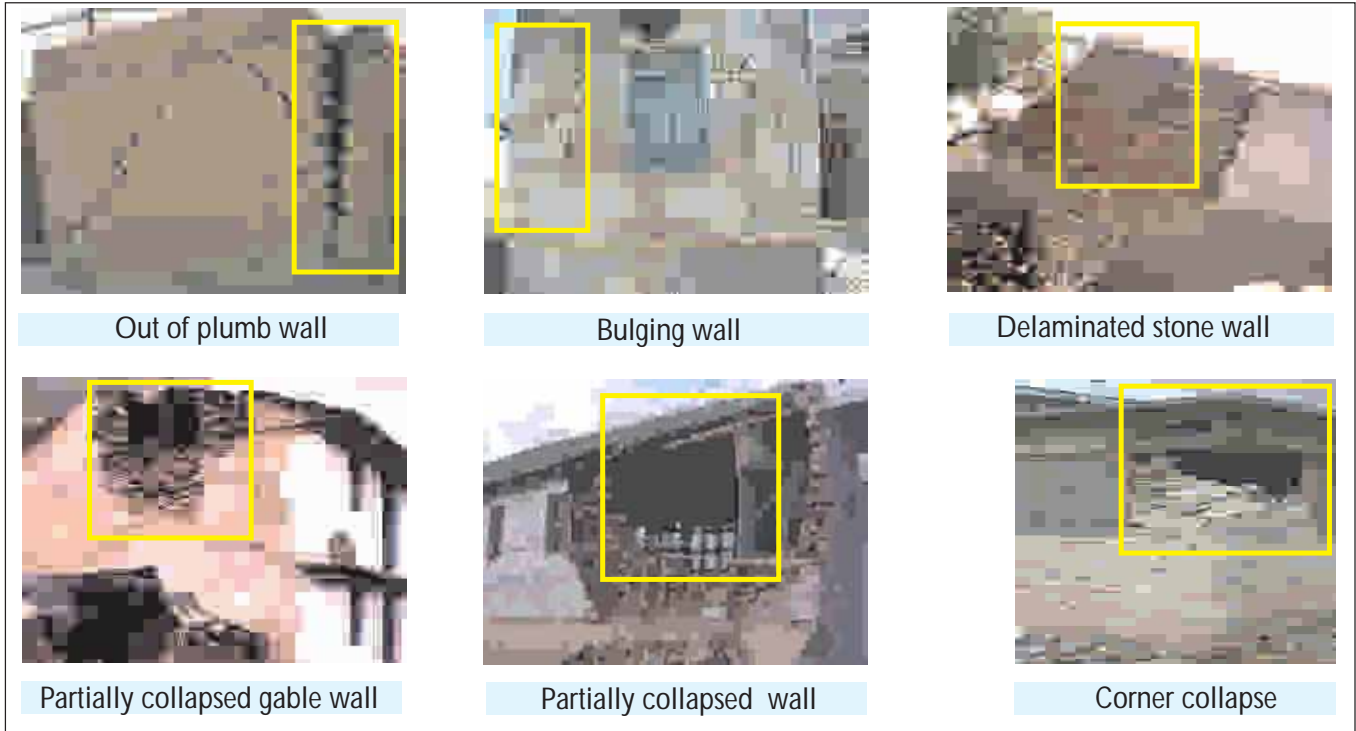 Out of plumb wall
Bulging wall
Delaminated stone wall
Partially collapsed gable wall
Partially collapsed wall
Corner collapse